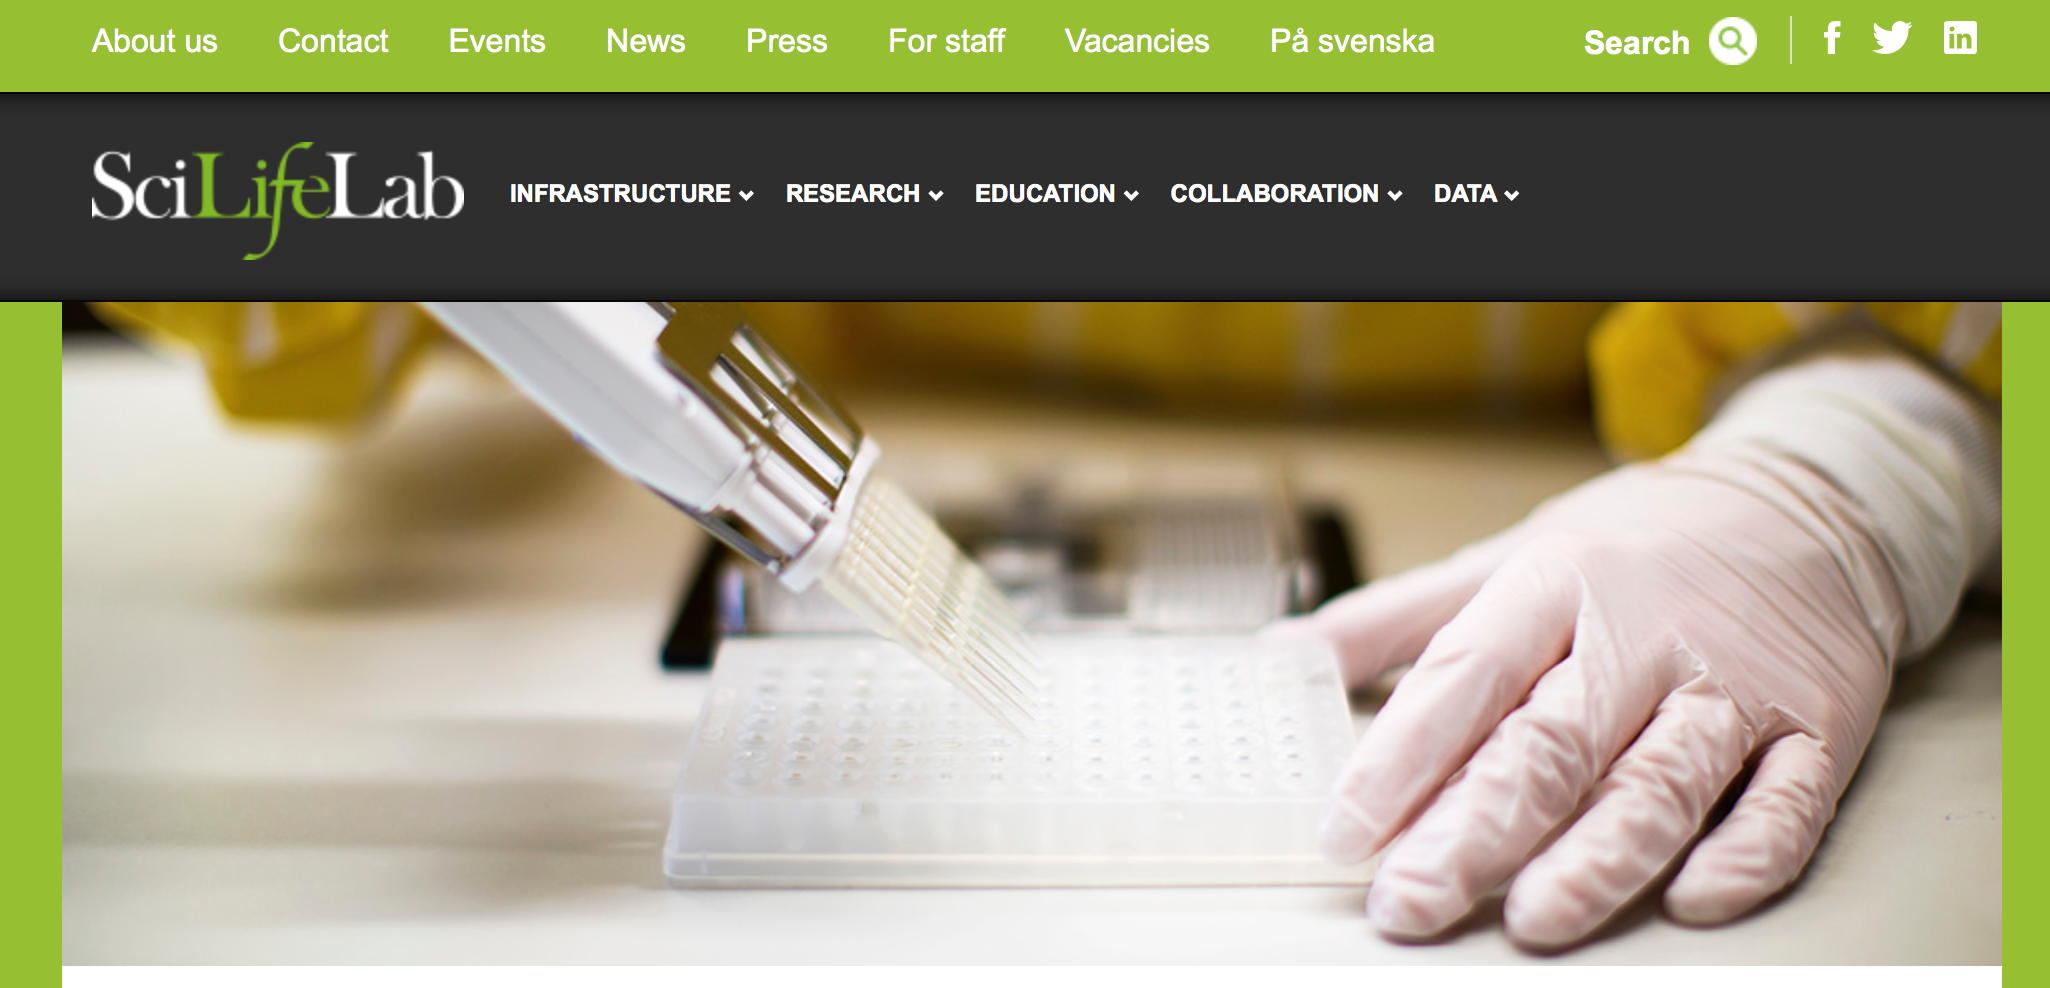 About us Contact Events News Press For staff Vacancies På svenska Search
SciLifeLab INFRASTRUCTURE RESEARCH EDUCATION COLLABORATION DATA